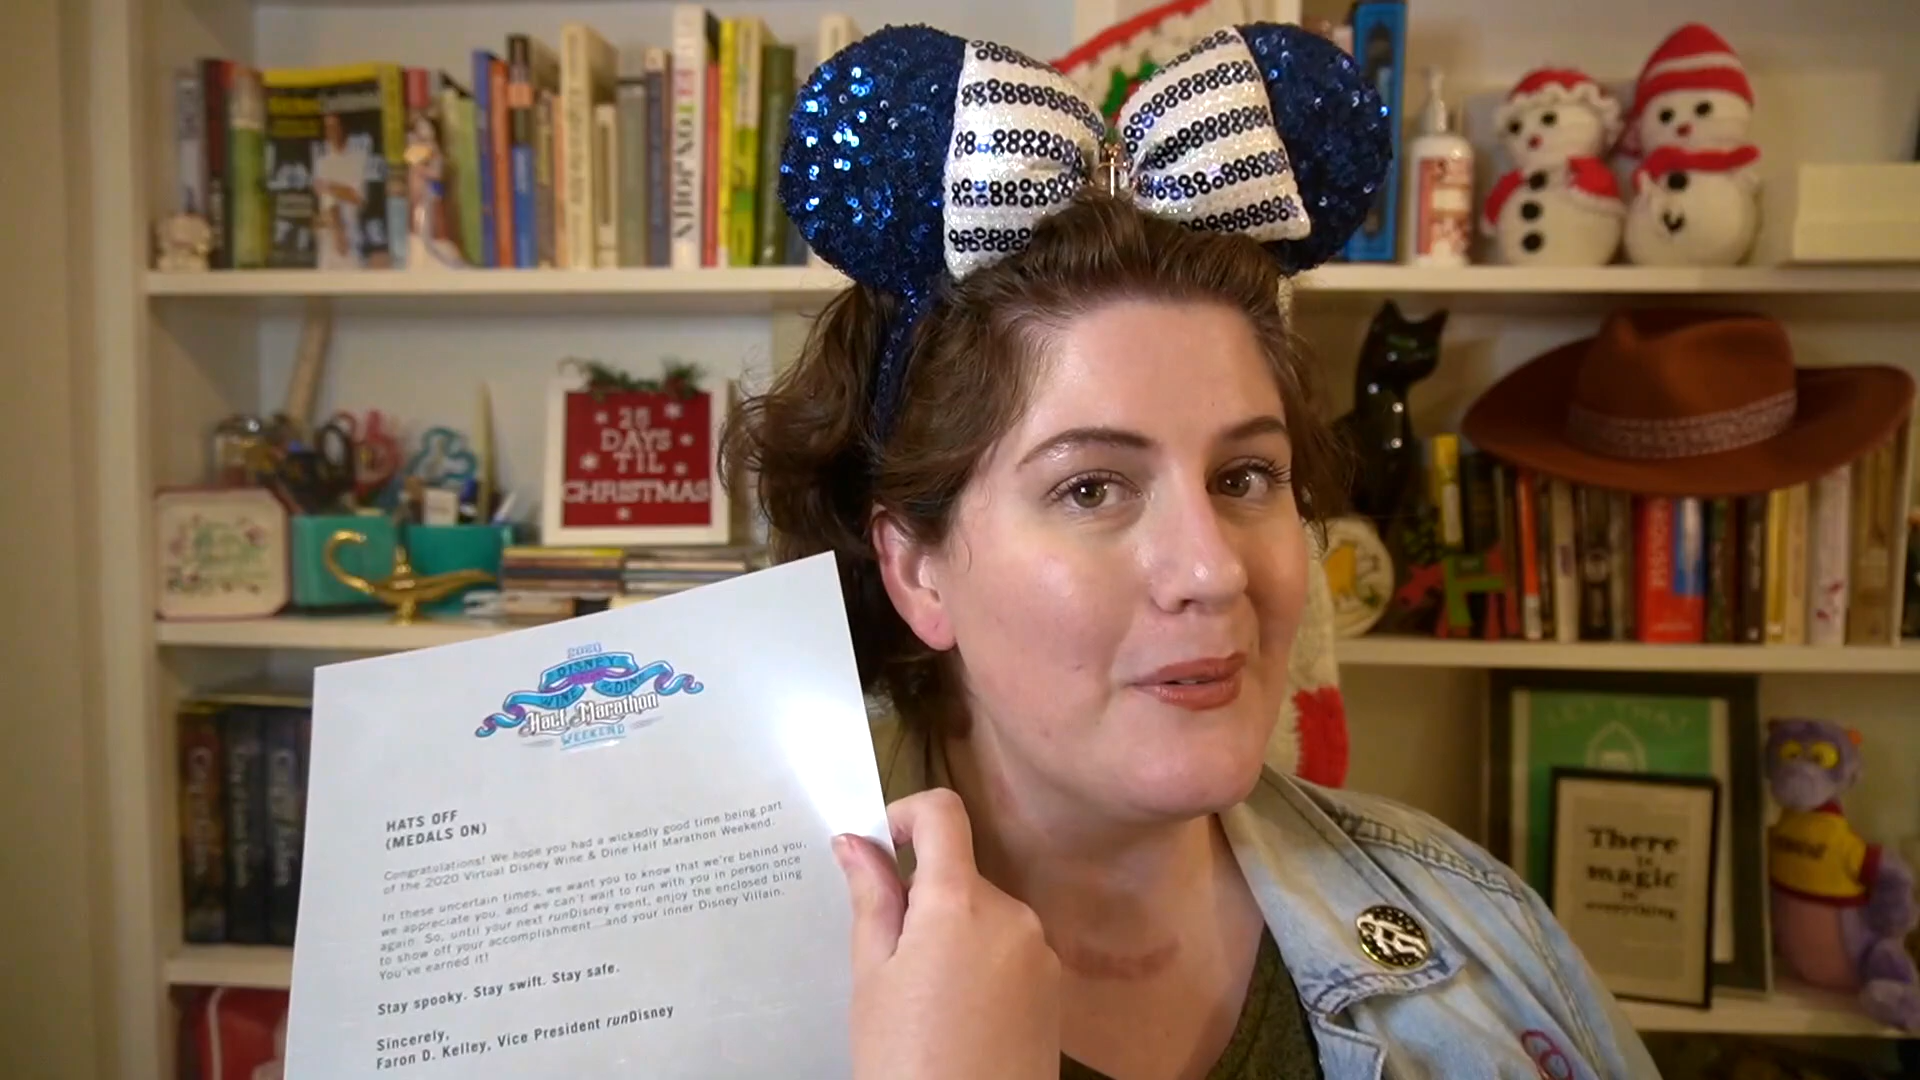 25
DAYS
TIL
CHRISTMAS
2020
DISNEY
WINE & DINE
Half Marathon
WEEKEND
HATS OFF
(MEDALS ON)
Congratulations! We hope you had a wickedly good time being part
of the 2020 Virtual Disney Wine & Dine Half Marathon Weekend.
In these uncertain times, we want you to know that we're behind you,
we appreciate you, and we can't wait to run with you in person once
again. So, until your next runDisney event, enjoy the enclosed bling
to show off your accomplishment...and your inner Disney Villain.
You've earned it!
Stay spooky. Stay swift. Stay safe.
Sincerely,
Faron D. Kelley, Vice President runDisney
There
is
magic
in
everything